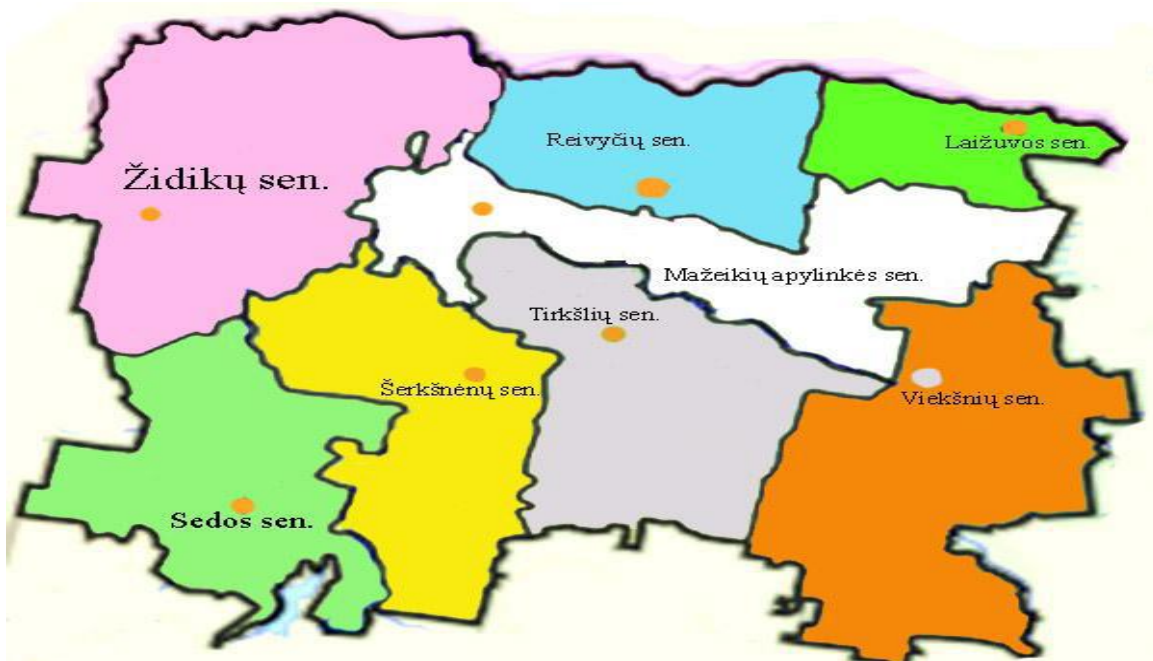 Reivyčių sen.
Laižuvos sen.
Židikų sen.
Mažeikių apylinkės sen.
Tirkšlių sen.
Šerkšnėnų sen.
Viekšnių sen.
Sedos sen.